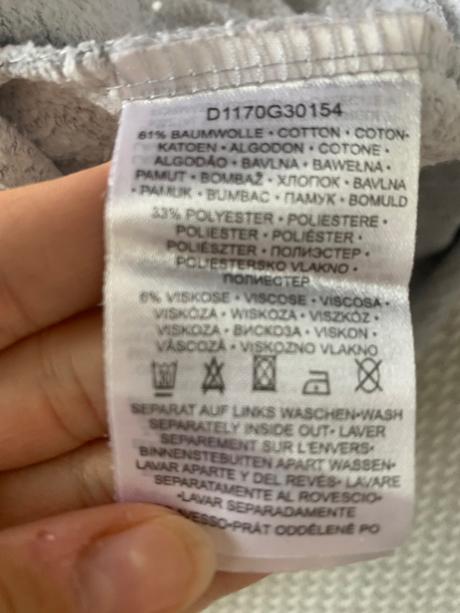 D1170G30154
61% BAUMWOLLE • COTTON • COTON•
KATOEN • ALGODON • COTONE •
ALGODÃO • BAVLNA • BAWEŁNA •
PAMUT • BOMBAŽ • ХЛОПОК • BAVLNA
• PAMUK • BUMBAC • ПАМУК • BOMULD
33% POLYESTER • POLIESTERE •
POLIESTER • POLIÉSTER •
POLIÉSZTER • ПОЛИЭСТЕР •
POLIESTERSKO VLAKNO •
ПОЛИЕСТЕР
6% VISKOSE • VISCOSE • VISCOSA •
VISKÓZA • WISKOZA • VISZKÓZ •
VISKOZA • ВИСКОЗА • VISKON •
VÂSCOZÂ • VISKOZNO VLAKNO
SEPARAT AUF LINKS WASCHEN•WASH
SEPARATELY INSIDE OUT• LAVER
SEPAREMENT SUR L'ENVERS•
BINNENSTEBUITEN APART WASSEN•
LAVAR APARTE Y DEL REVÉS• LAVARE
SEPARATAMENTE AL ROVESCIO•
•LAVAR SEPARADAMENTE
AVESSO•PRÁT ODDĚLENĚ PO